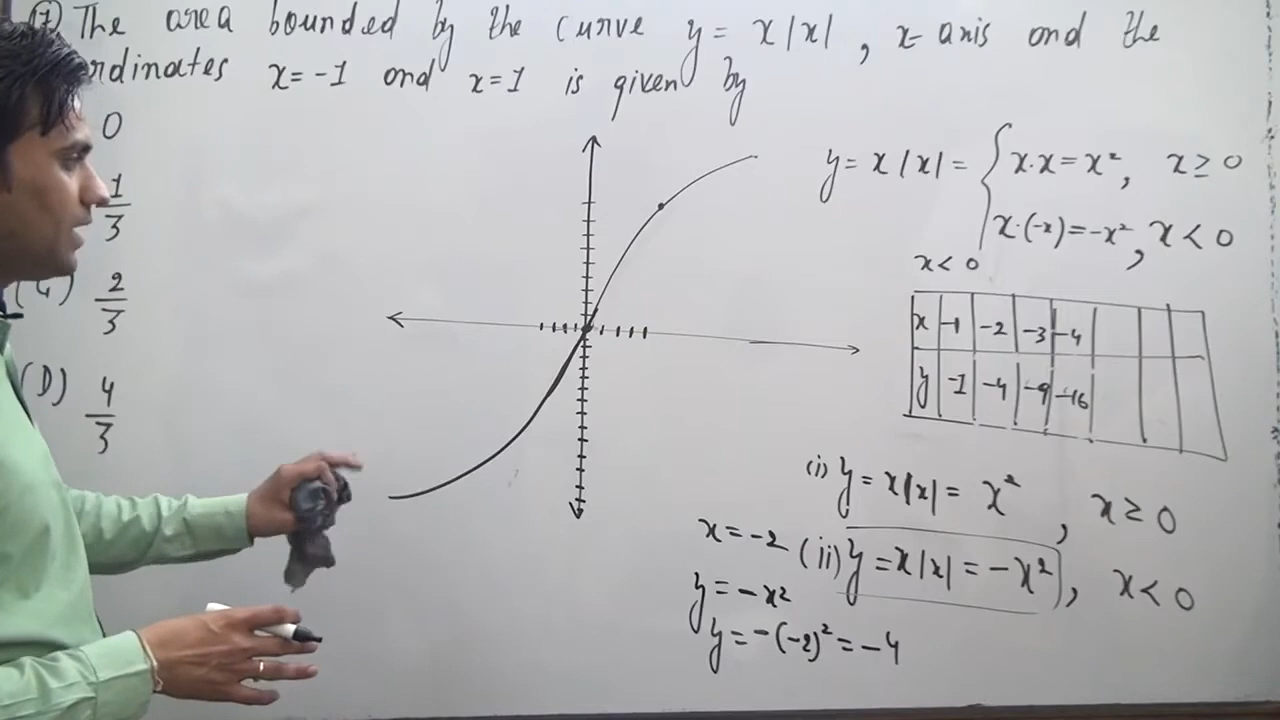 (17) The area bounded by the curve y = x|x| , x-axis and the
ordinates x=-1 and x=1 is given by
0
1/3
2/3
(D) 4/3
y = x|x| = { x.x = x², x ≥ 0
x.(-x) = -x², x < 0
x < 0
x -1 -2 -3 -4
y -1 -4 -9 -16
(i) y = x|x| = x² , x ≥ 0
x = -2 (ii) y = x|x| = -x² , x < 0
y = -x²
y = -(-2)² = -4